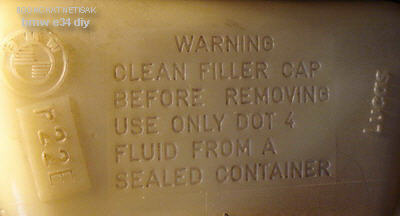 bmw e34 diy
BMW
WARNING
CLEAN FILLER CAP
BEFORE REMOVING
USE ONLY DOT 4
FLUID FROM A
SEALED CONTAINER
Lucas
P22E